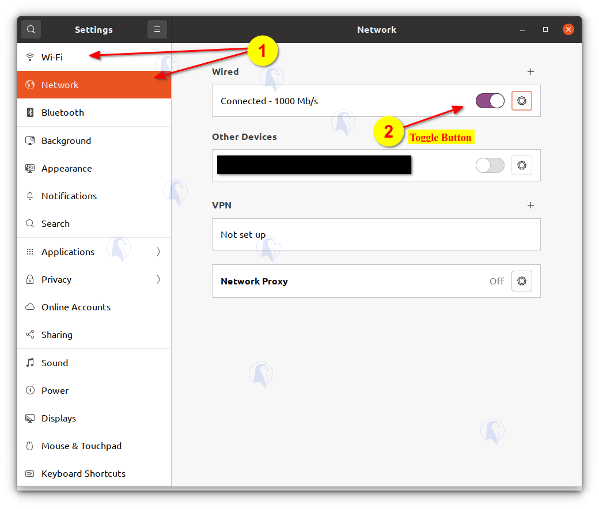 Settings
Network
Wi-Fi
Network
Bluetooth
Background
Appearance
Notifications
Search
Applications
Privacy
Online Accounts
Sharing
Sound
Power
Displays
Mouse & Touchpad
Keyboard Shortcuts
1
Wired
Connected - 1000 Mb/s
2 Toggle Button
Other Devices
VPN
Not set up
Network Proxy Off